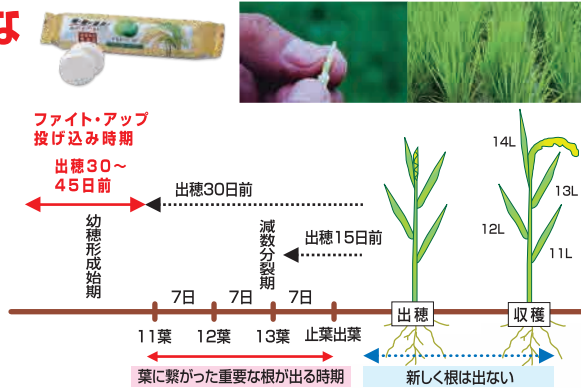 な
ファイト・アップ
投げ込み時期
出穂30～
45日前
出穂30日前
幼穂形成始期
減数分裂期
出穂15日前
7日 7日 7日
11葉 12葉 13葉 止葉出葉
葉に繋がった重要な根が出る時期
14L
13L
12L
11L
出穂
収穫
新しく根は出ない